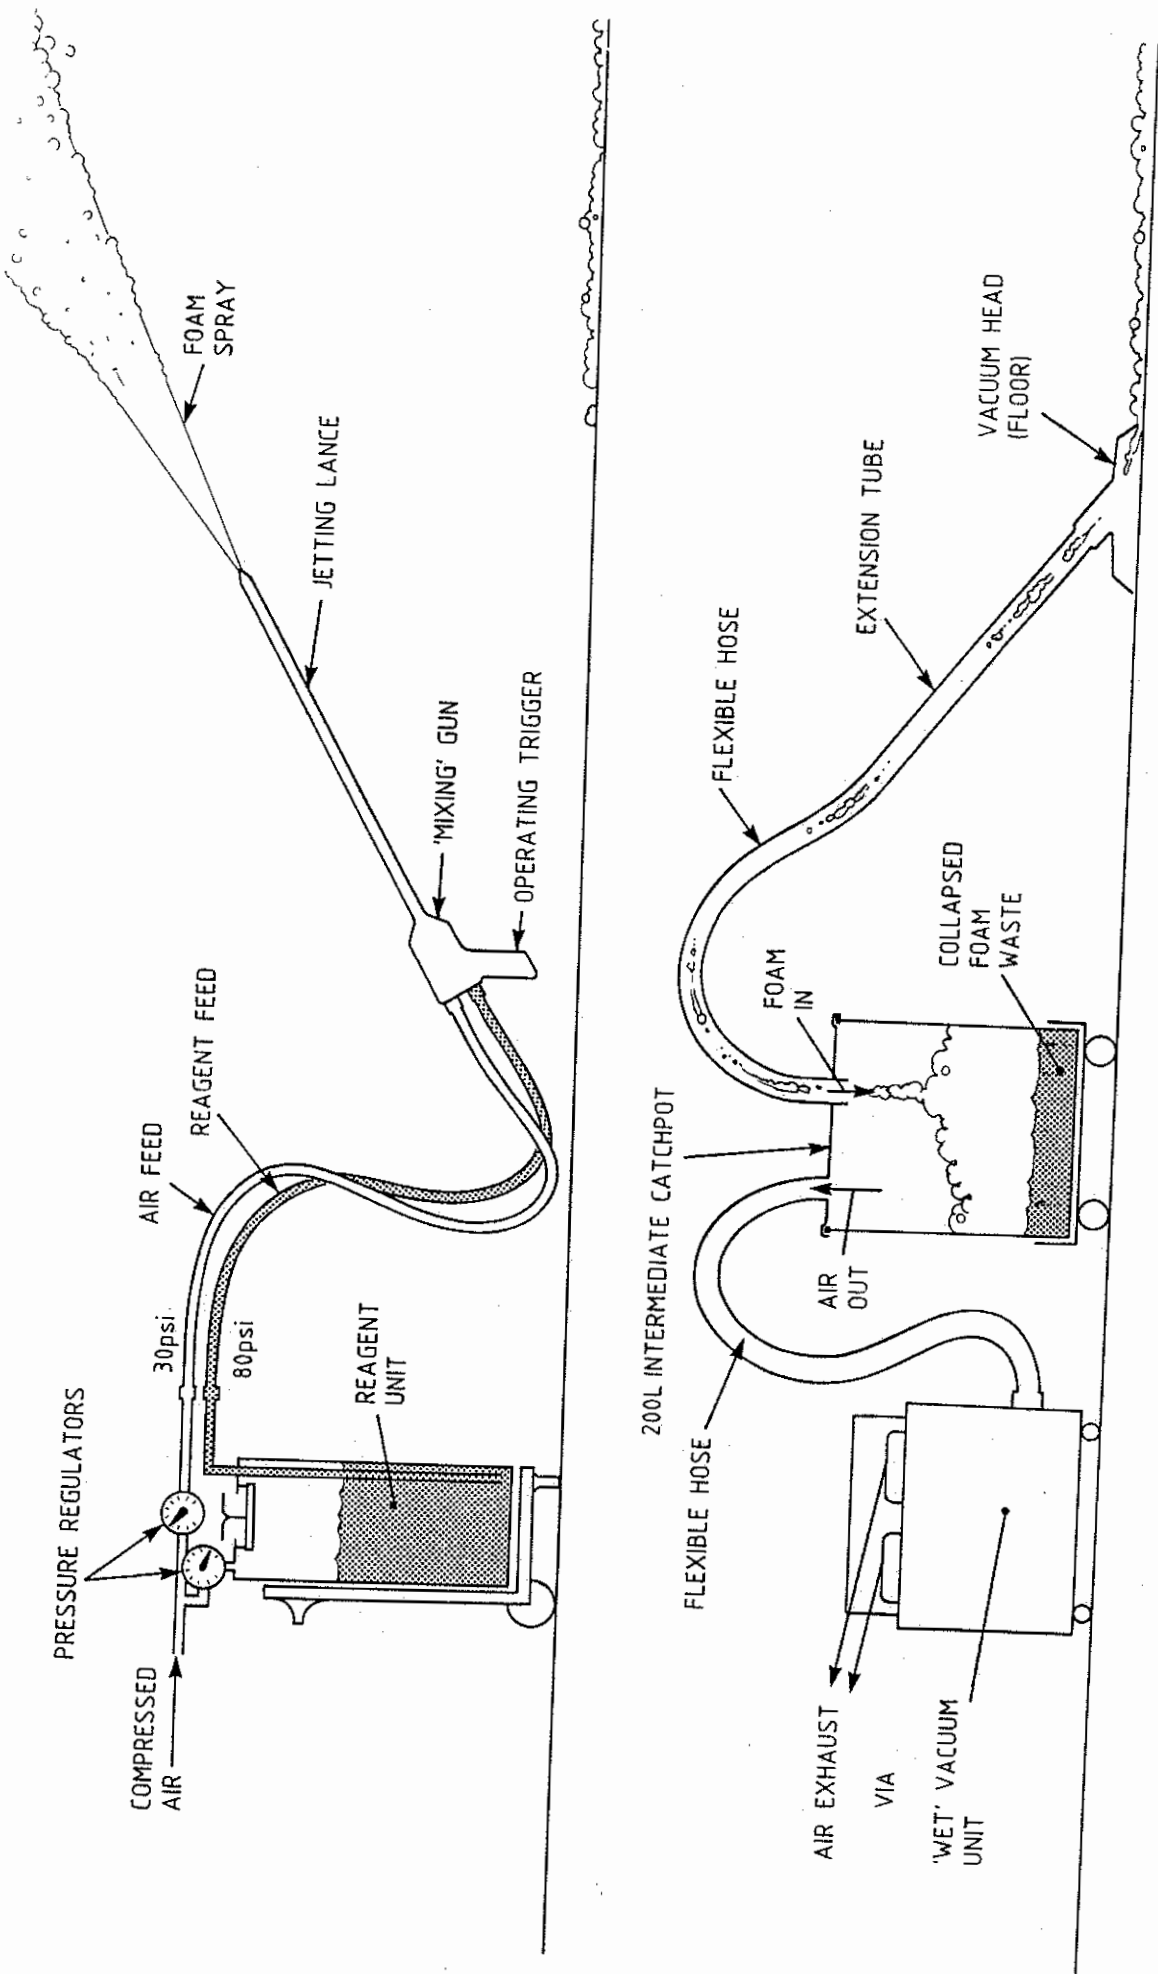 COMPRESSED
AIR
PRESSURE REGULATORS
30psi
80psi
AIR FEED
REAGENT FEED
REAGENT
UNIT
'MIXING' GUN
OPERATING TRIGGER
JETTING LANCE
FOAM
SPRAY
AIR EXHAUST
VIA
'WET' VACUUM
UNIT
FLEXIBLE HOSE
200L INTERMEDIATE CATCHPOT
AIR
OUT
FOAM
IN
COLLAPSED
FOAM
WASTE
FLEXIBLE HOSE
EXTENSION TUBE
VACUUM HEAD
(FLOOR)